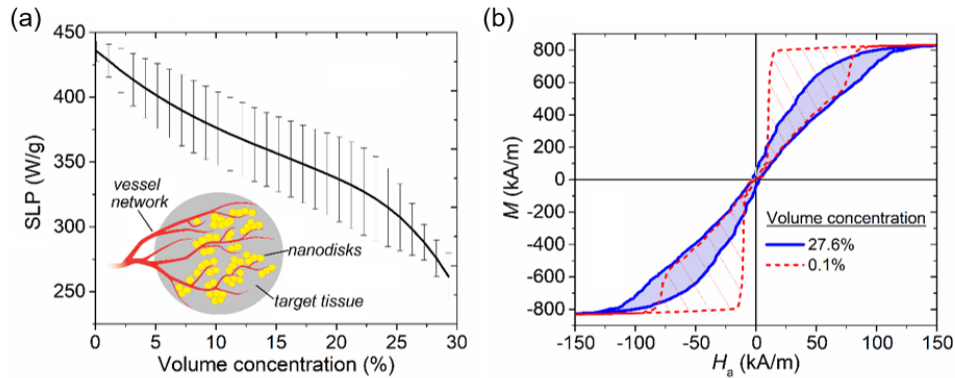 (a)
450
400
350
300
250
SLP (W/g)
0
5
10
15
20
25
30
Volume concentration (%)
vessel
network
nanodisks
target tissue
(b)
800
600
400
200
0
-200
-400
-600
-800
M (kA/m)
-150
-100
-50
0
50
100
150
Hₐ (kA/m)
Volume concentration
27.6%
0.1%